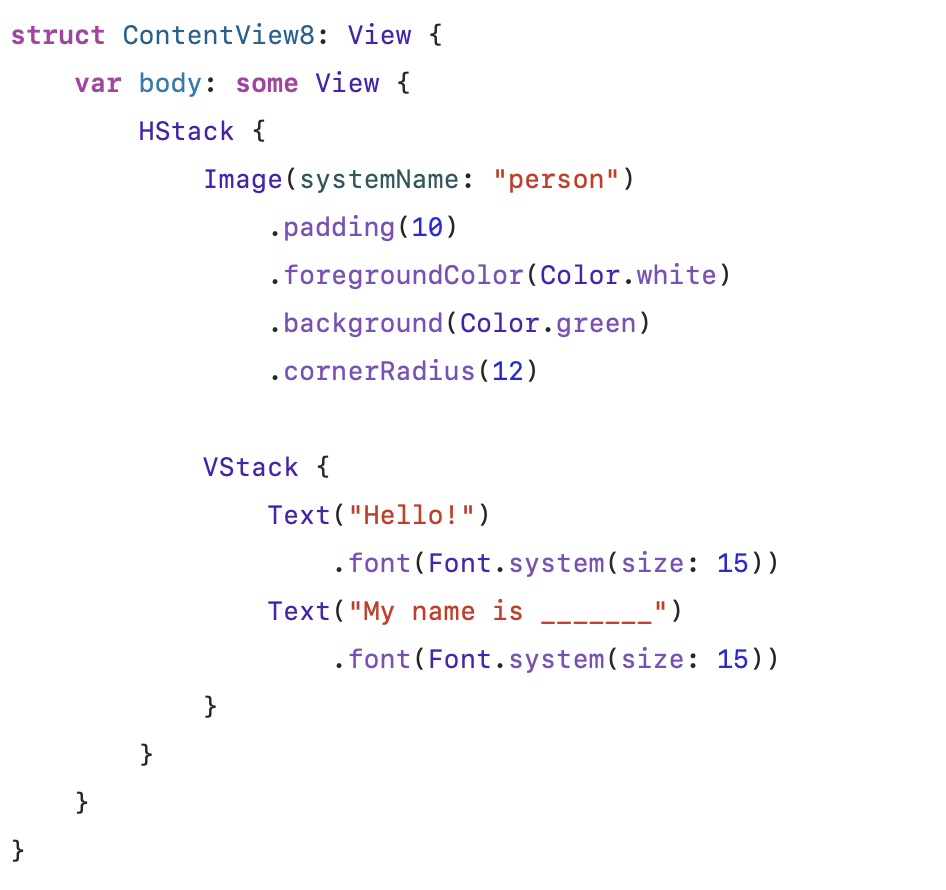 struct ContentView8: View {
    var body: some View {
        HStack {
            Image(systemName: "person")
                .padding(10)
                .foregroundColor(Color.white)
                .background(Color.green)
                .cornerRadius(12)

            VStack {
                Text("Hello!")
                    .font(Font.system(size: 15))
                Text("My name is _______")
                    .font(Font.system(size: 15))
            }
        }
    }
}